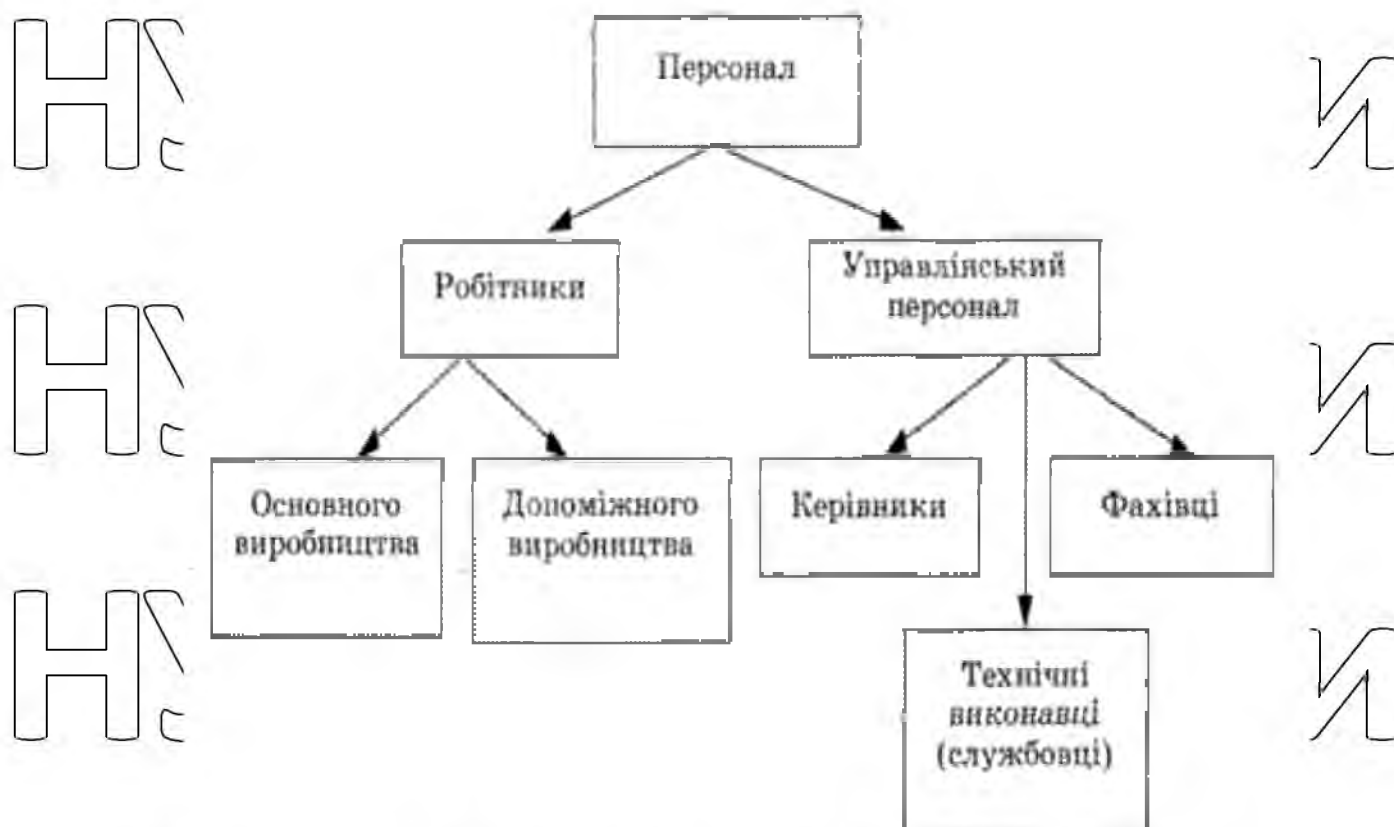 Персонал
Робітники
Управлінський
персонал
Основного
виробництва
Допоміжного
виробництва
Керівники
Фахівці
Технічні
виконавці
(службовці)